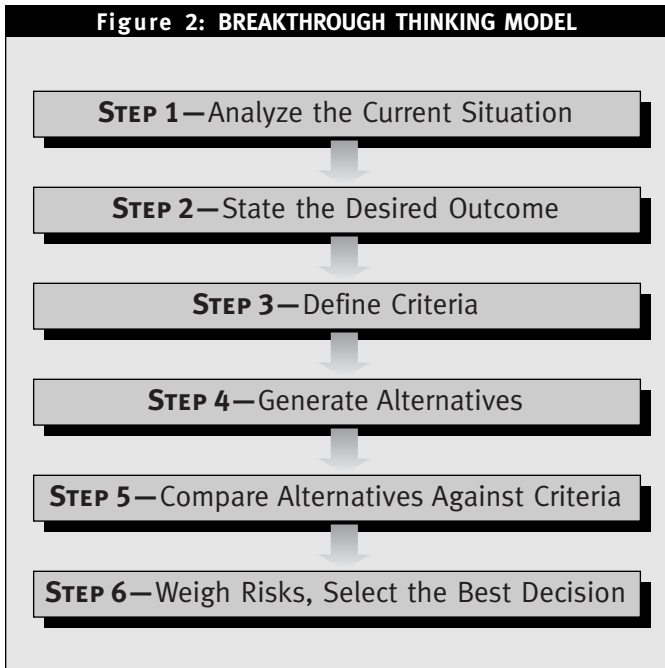 Figure 2: BREAKTHROUGH THINKING MODEL
STEP 1—Analyze the Current Situation
STEP 2—State the Desired Outcome
STEP 3—Define Criteria
STEP 4—Generate Alternatives
STEP 5—Compare Alternatives Against Criteria
STEP 6—Weigh Risks, Select the Best Decision